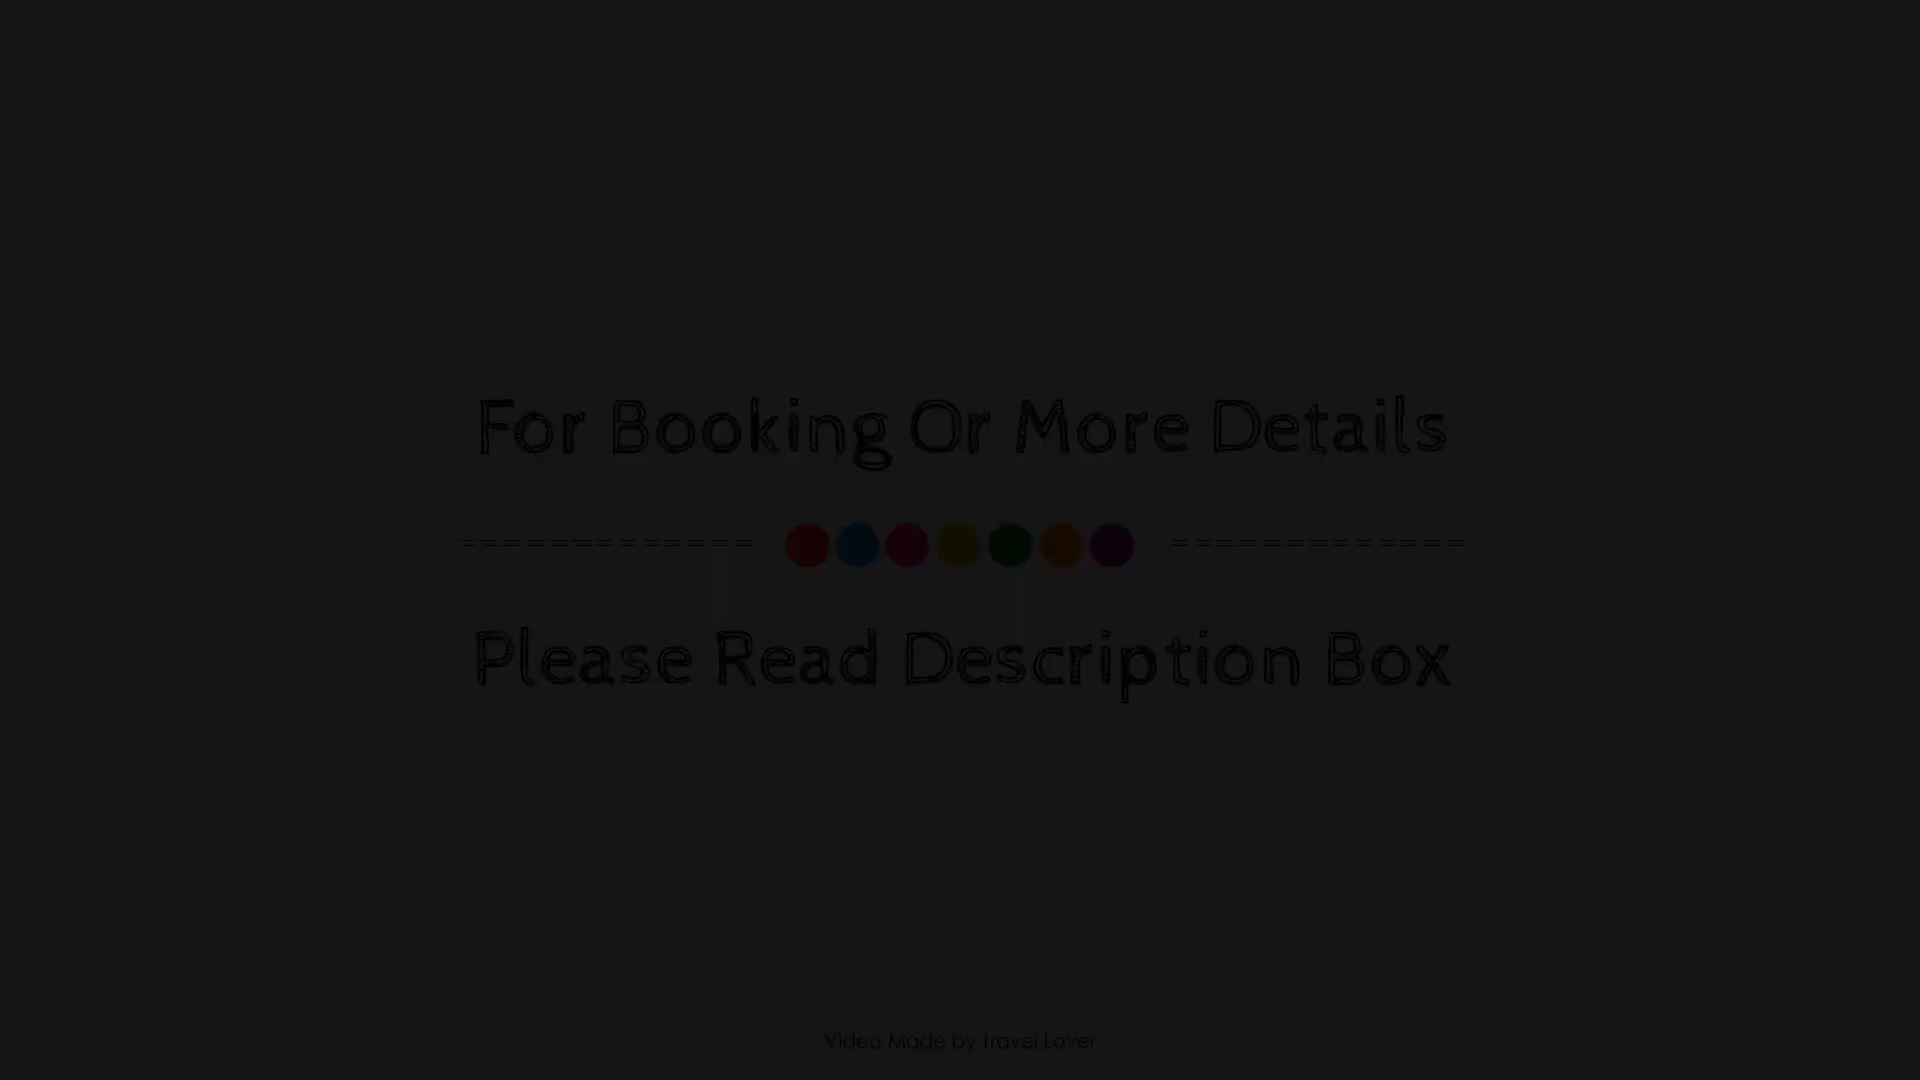 For Booking Or More Details
============= =============
Please Read Description Box
Video Made by Travel Lover